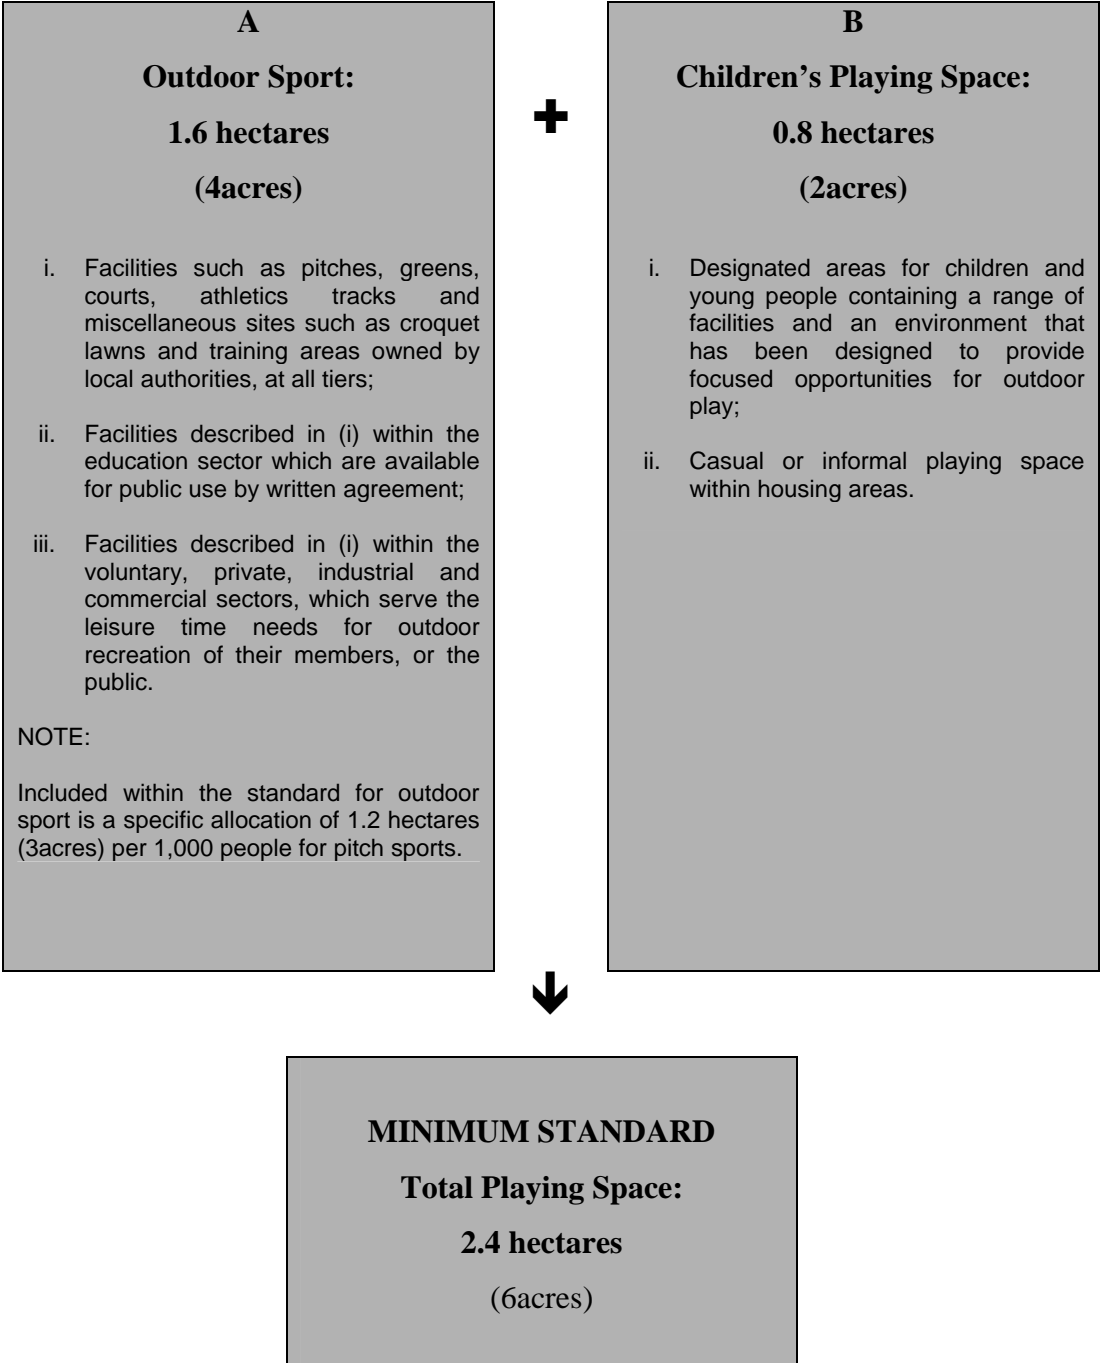 A
Outdoor Sport:
1.6 hectares
(4acres)
i. Facilities such as pitches, greens,
courts, athletics tracks and
miscellaneous sites such as croquet
lawns and training areas owned by
local authorities, at all tiers;
ii. Facilities described in (i) within the
education sector which are available
for public use by written agreement;
iii. Facilities described in (i) within the
voluntary, private, industrial and
commercial sectors, which serve the
leisure time needs for outdoor
recreation of their members, or the
public.
NOTE:
Included within the standard for outdoor
sport is a specific allocation of 1.2 hectares
(3acres) per 1,000 people for pitch sports.
+
B
Children’s Playing Space:
0.8 hectares
(2acres)
i. Designated areas for children and
young people containing a range of
facilities and an environment that
has been designed to provide
focused opportunities for outdoor
play;
ii. Casual or informal playing space
within housing areas.
MINIMUM STANDARD
Total Playing Space:
2.4 hectares
(6acres)